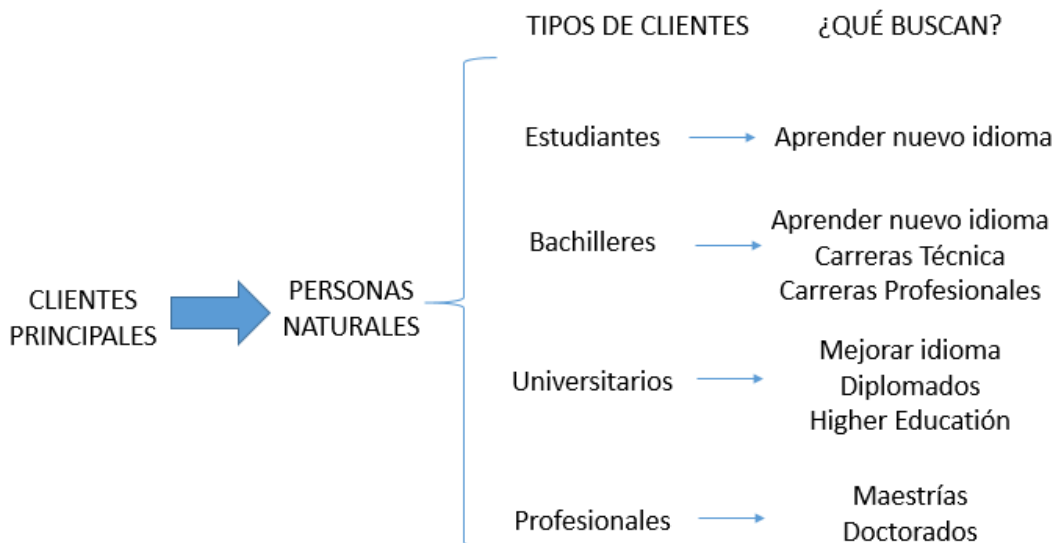 TIPOS DE CLIENTES ¿QUÉ BUSCAN?
Estudiantes Aprender nuevo idioma
Bachilleres
Aprender nuevo idioma
Carreras Técnica
Carreras Profesionales
CLIENTES
PRINCIPALES
PERSONAS
NATURALES
Universitarios
Mejorar idioma
Diplomados
Higher Educatión
Profesionales
Maestrías
Doctorados